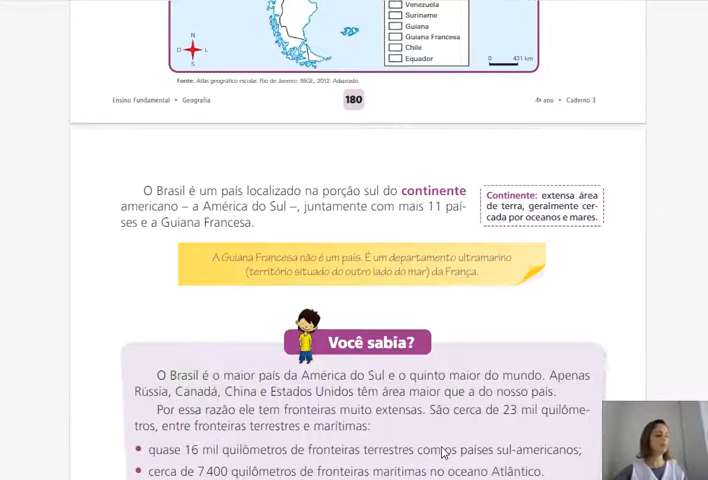 Venezuela
Suriname
Guiana
Guiana Francesa
Chile
Equador
N
O L
S
0 431 km
Fonte: Atlas geográfico escolar. Rio de Janeiro: IBGE, 2012. Adaptado.
Ensino Fundamental • Geografia 180 4º ano • Caderno 3
O Brasil é um país localizado na porção sul do continente
americano – a América do Sul –, juntamente com mais 11 paí-
ses e a Guiana Francesa.
Continente: extensa área
de terra, geralmente cer-
cada por oceanos e mares.
A Guiana Francesa não é um país. É um departamento ultramarino
(território situado do outro lado do mar) da França.
Você sabia?
O Brasil é o maior país da América do Sul e o quinto maior do mundo. Apenas
Rússia, Canadá, China e Estados Unidos têm área maior que a do nosso país.
Por essa razão ele tem fronteiras muito extensas. São cerca de 23 mil quilôme-
tros, entre fronteiras terrestres e marítimas:
• quase 16 mil quilômetros de fronteiras terrestres com os países sul-americanos;
• cerca de 7 400 quilômetros de fronteiras marítimas no oceano Atlântico.